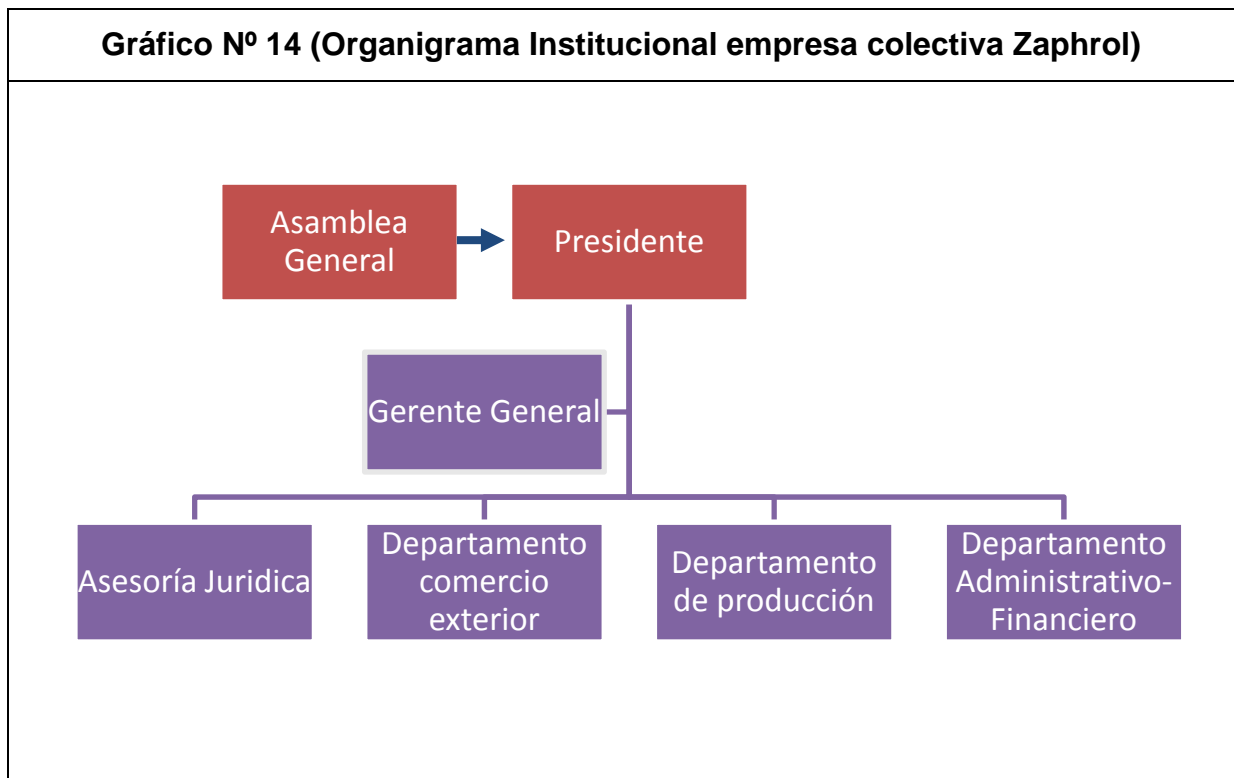 Gráfico Nº 14 (Organigrama Institucional empresa colectiva Zaphrol)
Asamblea
General
Presidente
Gerente General
Asesoría Juridica
Departamento
comercio
exterior
Departamento
de producción
Departamento
Administrativo-
Financiero